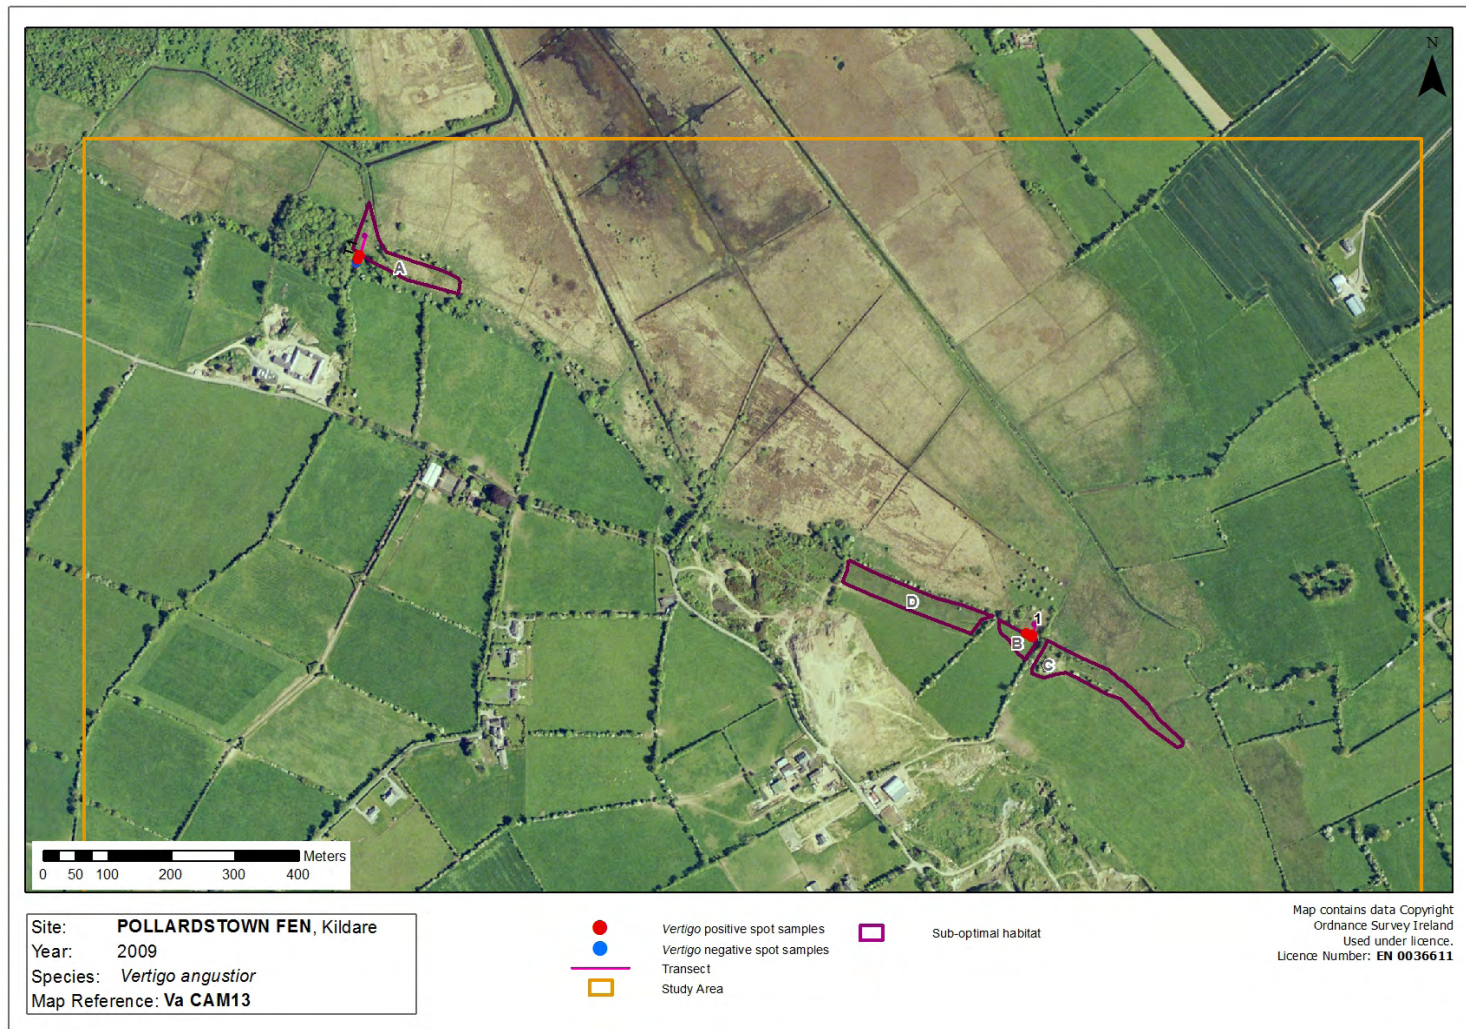 N
A
D
1
B
C
Meters
0 50 100 200 300 400
Site: POLLARDSTOWN FEN, Kildare
Year: 2009
Species: Vertigo angustior
Map Reference: Va CAM13
Vertigo positive spot samples
Vertigo negative spot samples
Transect
Study Area
Sub-optimal habitat
Map contains data Copyright
Ordnance Survey Ireland
Used under licence.
Licence Number: EN 0036611